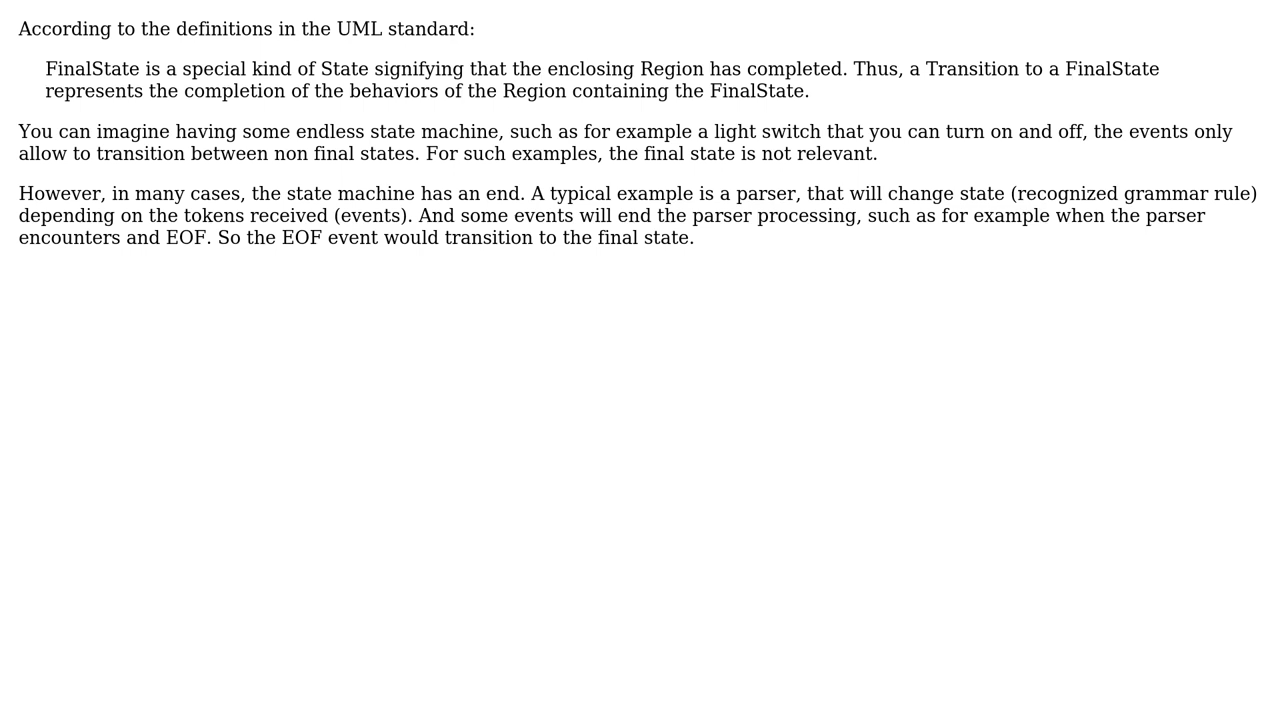 According to the definitions in the UML standard:
FinalState is a special kind of State signifying that the enclosing Region has completed. Thus, a Transition to a FinalState
represents the completion of the behaviors of the Region containing the FinalState.
You can imagine having some endless state machine, such as for example a light switch that you can turn on and off, the events only
allow to transition between non final states. For such examples, the final state is not relevant.
However, in many cases, the state machine has an end. A typical example is a parser, that will change state (recognized grammar rule)
depending on the tokens received (events). And some events will end the parser processing, such as for example when the parser
encounters and EOF. So the EOF event would transition to the final state.